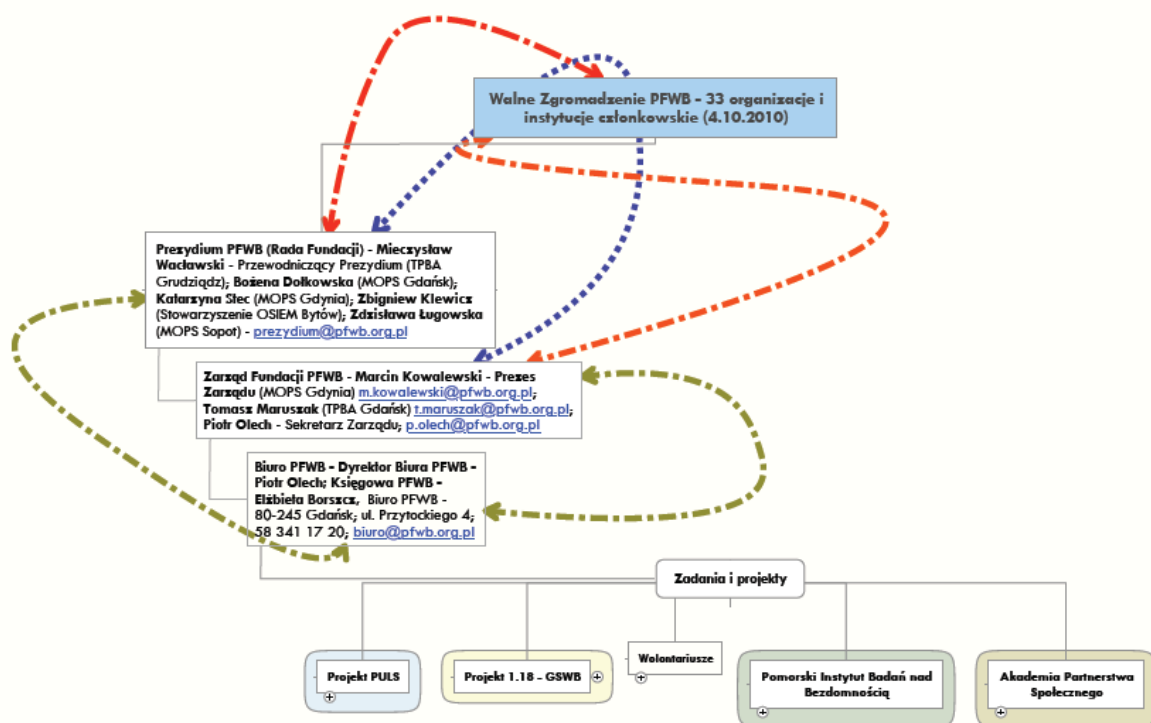 Walne Zgromadzenie PFWB - 33 organizacje i
instytucje członkowskie (4.10.2010)
Prezydium PFWB (Rada Fundacji) - Mieczysław
Wacławski - Przewodniczący Prezydium (TPBA
Grudziądz); Bożena Dołkowska (MOPS Gdańsk);
Katarzyna Stec (MOPS Gdynia); Zbigniew Klewicz
(Stowarzyszenie OSIEM Bytów); Zdzisława Ługowska
(MOPS Sopot) - prezydium@pfwb.org.pl
Zarząd Fundacji PFWB - Marcin Kowalewski - Prezes
Zarządu (MOPS Gdynia) m.kowalewski@pfwb.org.pl;
Tomasz Maruszak (TPBA Gdańsk) t.maruszak@pfwb.org.pl;
Piotr Olech - Sekretarz Zarządu; p.olech@pfwb.org.pl
Biuro PFWB - Dyrektor Biura PFWB -
Piotr Olech; Księgowa PFWB -
Elżbieta Borszcz, Biuro PFWB -
80-245 Gdańsk; ul. Przytockiego 4;
58 341 17 20; biuro@pfwb.org.pl
Zadania i projekty
Projekt PULS
Projekt 1.18 - GSWB
Wolontariusze
Pomorski Instytut Badań nad
Bezdomnością
Akademia Partnerstwa
Społecznego